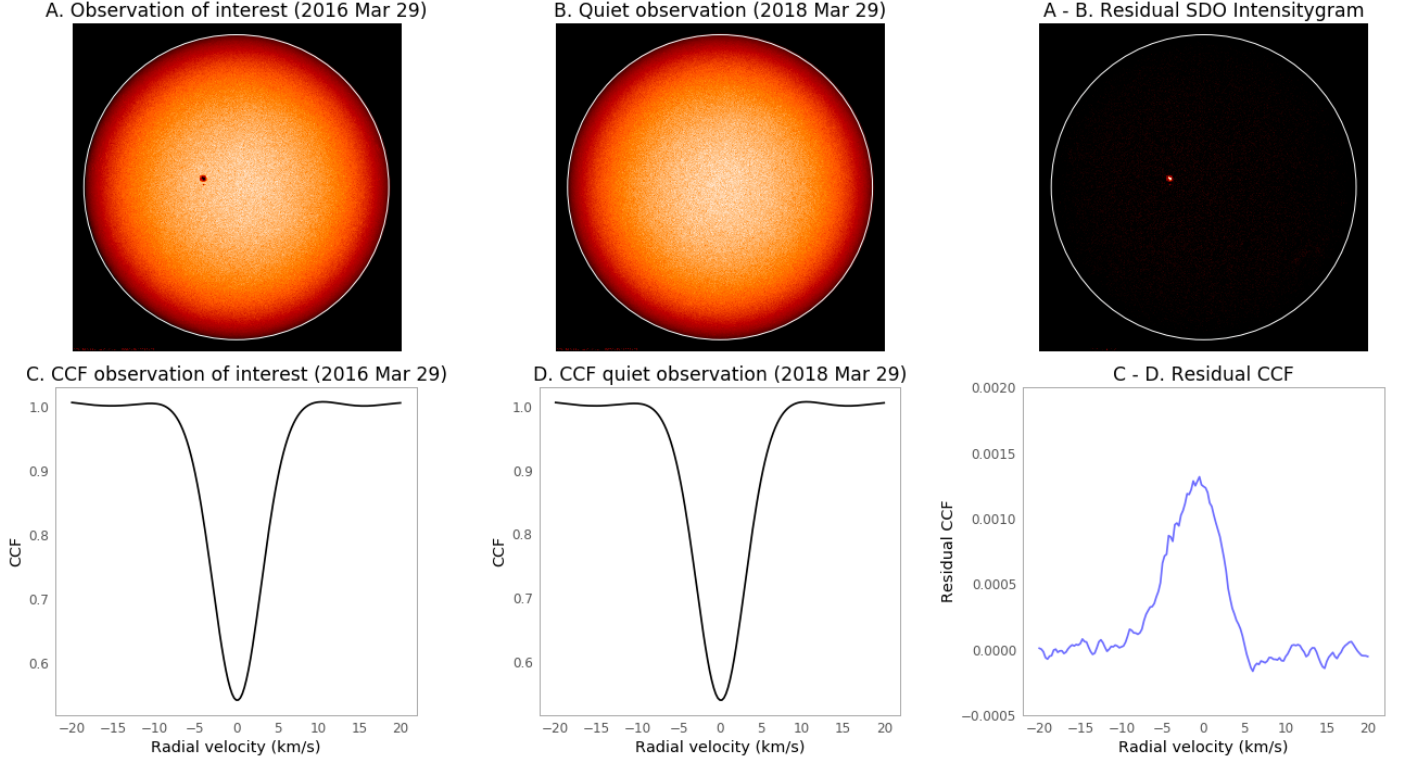 A. Observation of interest (2016 Mar 29)
B. Quiet observation (2018 Mar 29)
A - B. Residual SDO Intensitygram
C. CCF observation of interest (2016 Mar 29)
1.0
0.9
0.8
0.7
0.6
CCF
−20 −15 −10 −5 0 5 10 15 20
Radial velocity (km/s)
D. CCF quiet observation (2018 Mar 29)
1.0
0.9
0.8
0.7
0.6
CCF
−20 −15 −10 −5 0 5 10 15 20
Radial velocity (km/s)
C - D. Residual CCF
0.0020
0.0015
0.0010
0.0005
0.0000
−0.0005
Residual CCF
−20 −15 −10 −5 0 5 10 15 20
Radial velocity (km/s)